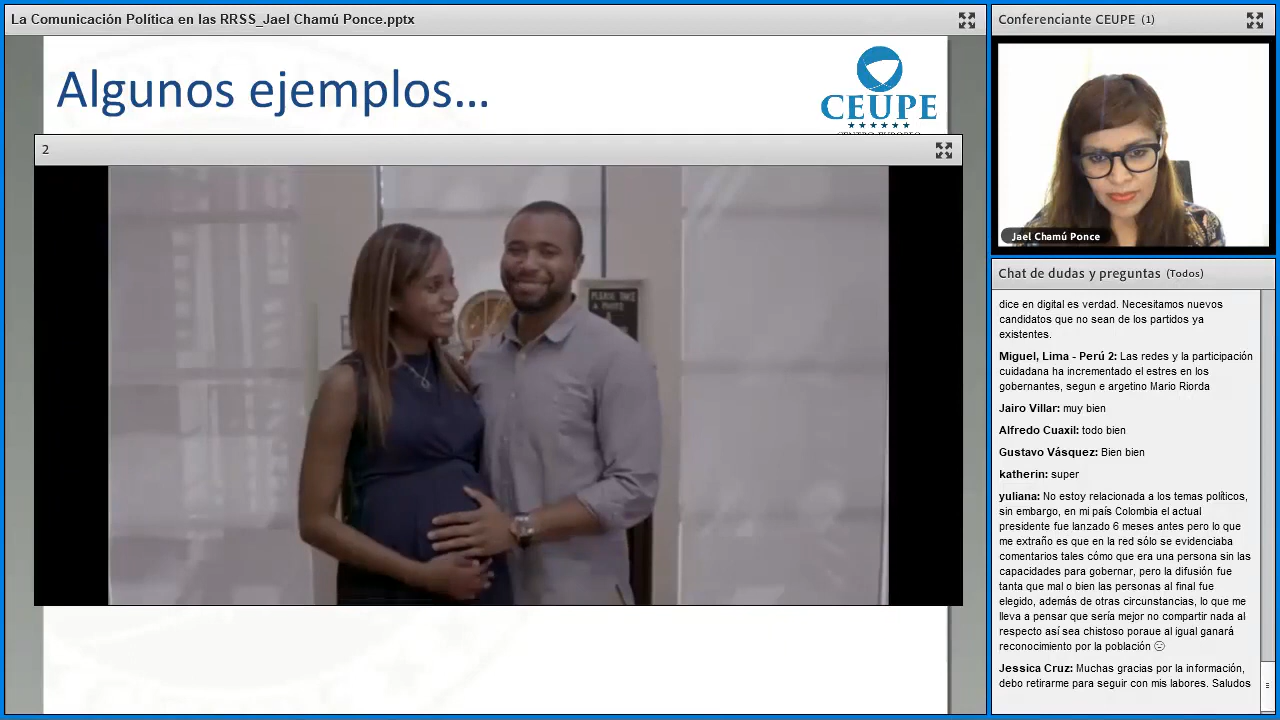 La Comunicación Política en las RRSS_Jael Chamú Ponce.pptx
Algunos ejemplos...
CEUPE
CENTRO EUROPEO
2
PLEASE TAKE
A PHOTO
Conferenciante CEUPE (1)
Jael Chamú Ponce
Chat de dudas y preguntas (Todos)
dice en digital es verdad. Necesitamos nuevos
candidatos que no sean de los partidos ya
existentes.
Miguel, Lima - Perú 2: Las redes y la participación
cuidadana ha incrementado el estres en los
gobernantes, segun e argetino Mario Riorda
Jairo Villar: muy bien
Alfredo Cuaxil: todo bien
Gustavo Vásquez: Bien bien
katherin: super
yuliana: No estoy relacionada a los temas políticos,
sin embargo, en mi país Colombia el actual
presidente fue lanzado 6 meses antes pero lo que
me extraño es que en la red sólo se evidenciaba
comentarios tales cómo que era una persona sin las
capacidades para gobernar, pero la difusión fue
tanta que mal o bien las personas al final fue
elegido, además de otras circunstancias, lo que me
lleva a pensar que sería mejor no compartir nada al
respecto así sea chistoso poraue al igual ganará
reconocimiento por la población ☹
Jessica Cruz: Muchas gracias por la información,
debo retirarme para seguir con mis labores. Saludos